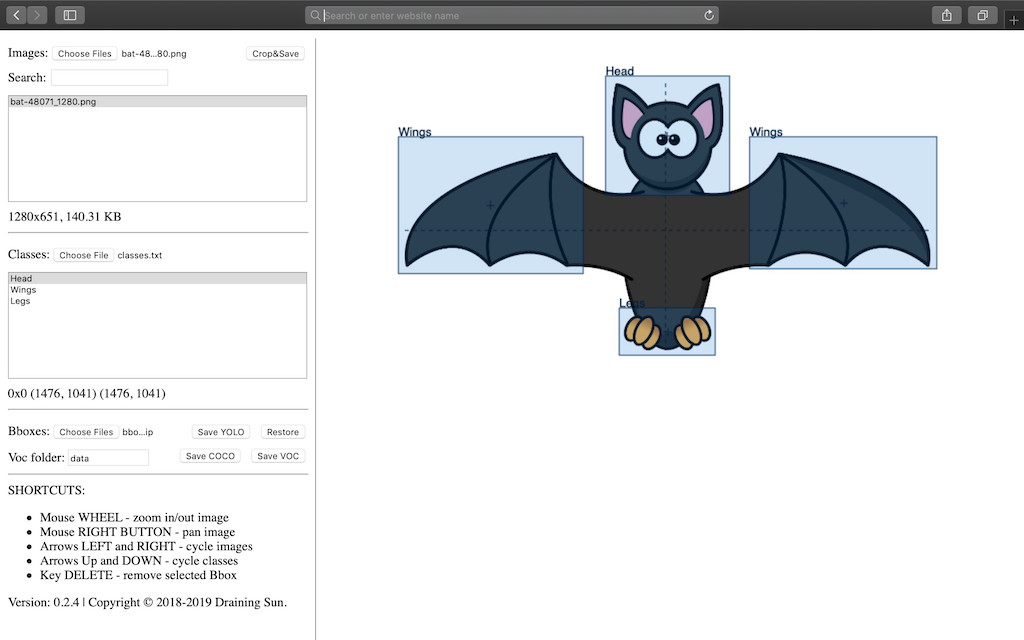 Search or enter website name
Images: Choose Files bat-48...80.png Crop&Save
Search:
bat-48071_1280.png
1280x651, 140.31 KB
Classes: Choose File classes.txt
Head
Wings
Legs
0x0 (1476, 1041) (1476, 1041)
Bboxes: Choose Files bbo...ip Save YOLO Restore
Voc folder: data Save COCO Save VOC
SHORTCUTS:
• Mouse WHEEL - zoom in/out image
• Mouse RIGHT BUTTON - pan image
• Arrows LEFT and RIGHT - cycle images
• Arrows Up and DOWN - cycle classes
• Key DELETE - remove selected Bbox
Version: 0.2.4 | Copyright © 2018-2019 Draining Sun.
Head
Wings
Wings
Legs